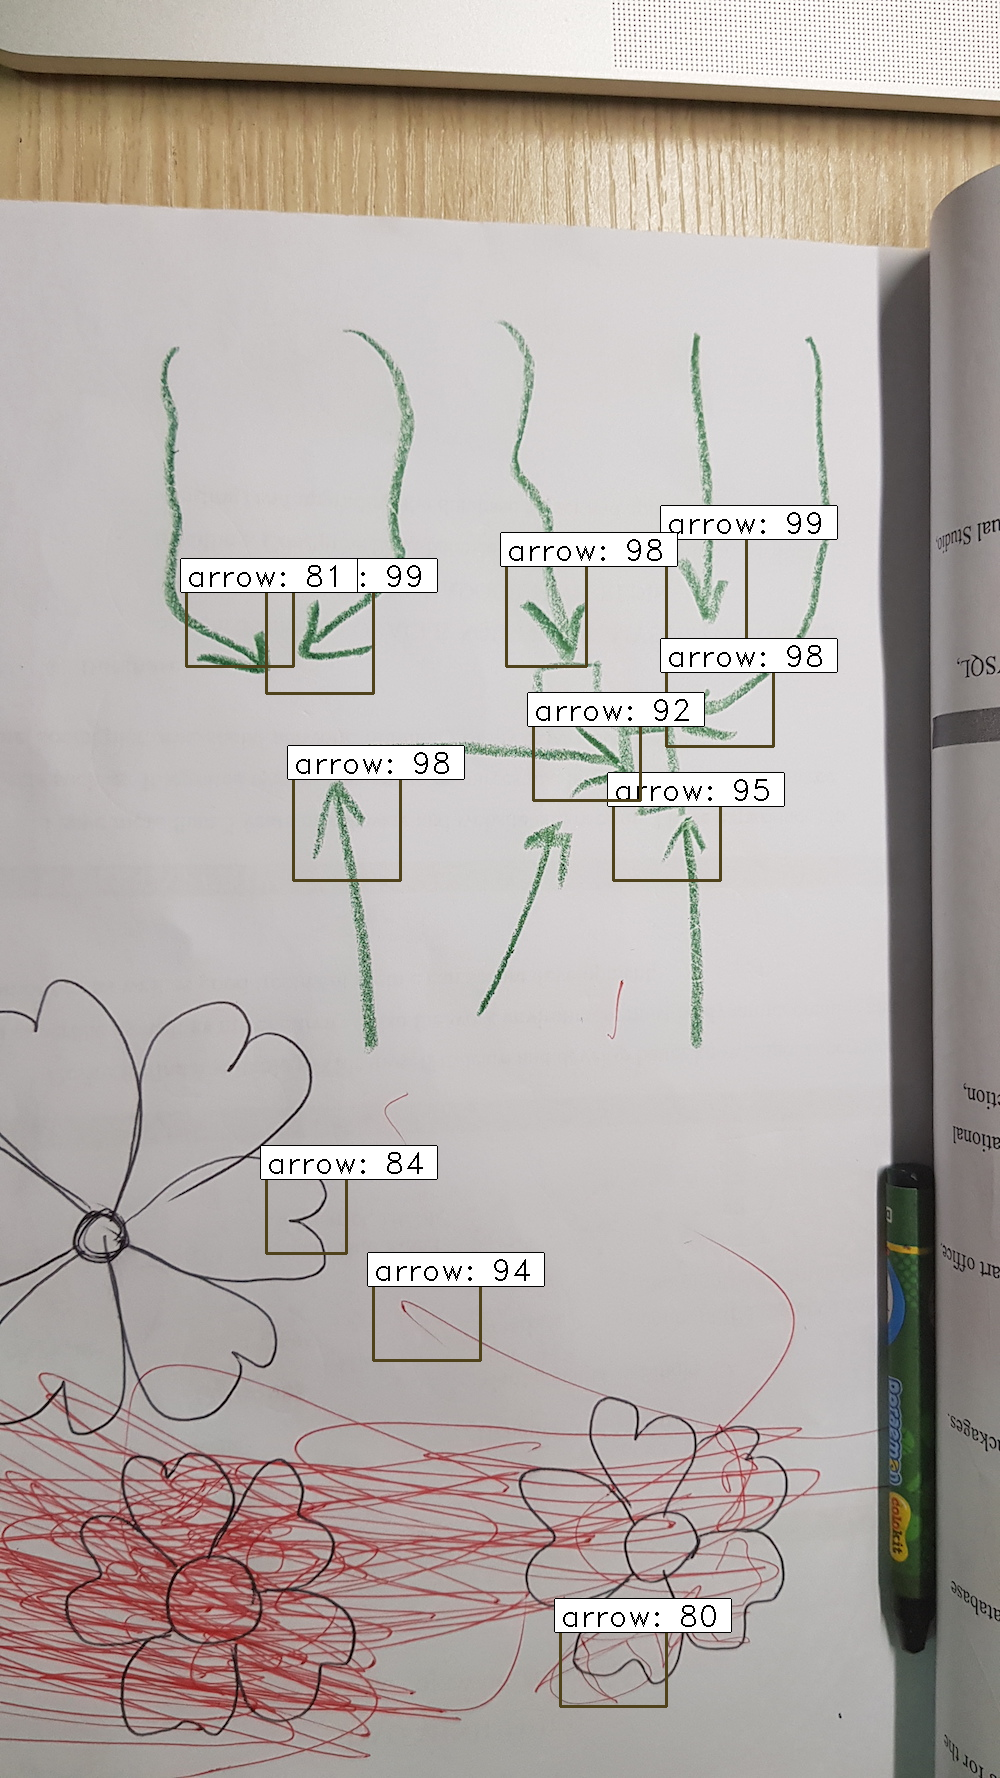 arrow: 99
arrow: 98
ual Studio,
arrow: 81
: 99
arrow: 98
YSQL,
arrow: 92
arrow: 98
arrow: 95
ction,
ational
arrow: 84
art office.
arrow: 94
Doraemon
ckages.
atabase
arrow: 80
s for the